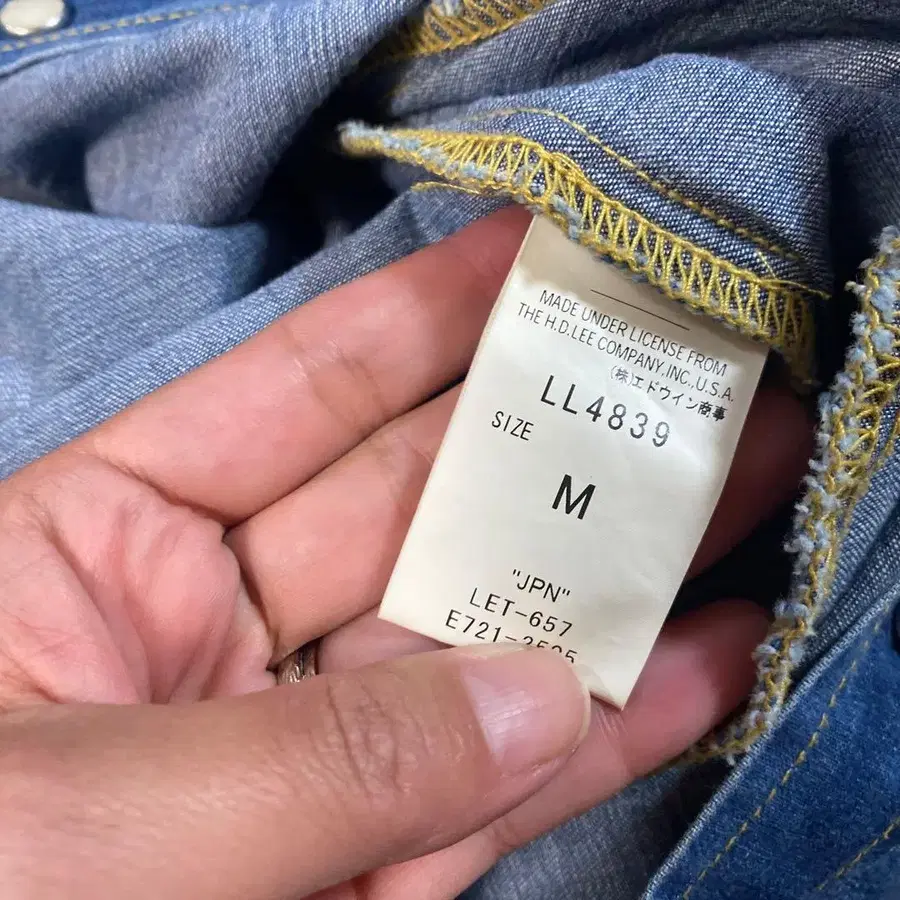 MADE UNDER LICENSE FROM
THE H.D.LEE COMPANY,INC.,U.S.A.
(株)エドウイン商事
LL4839
SIZE
M
"JPN"
LET-657